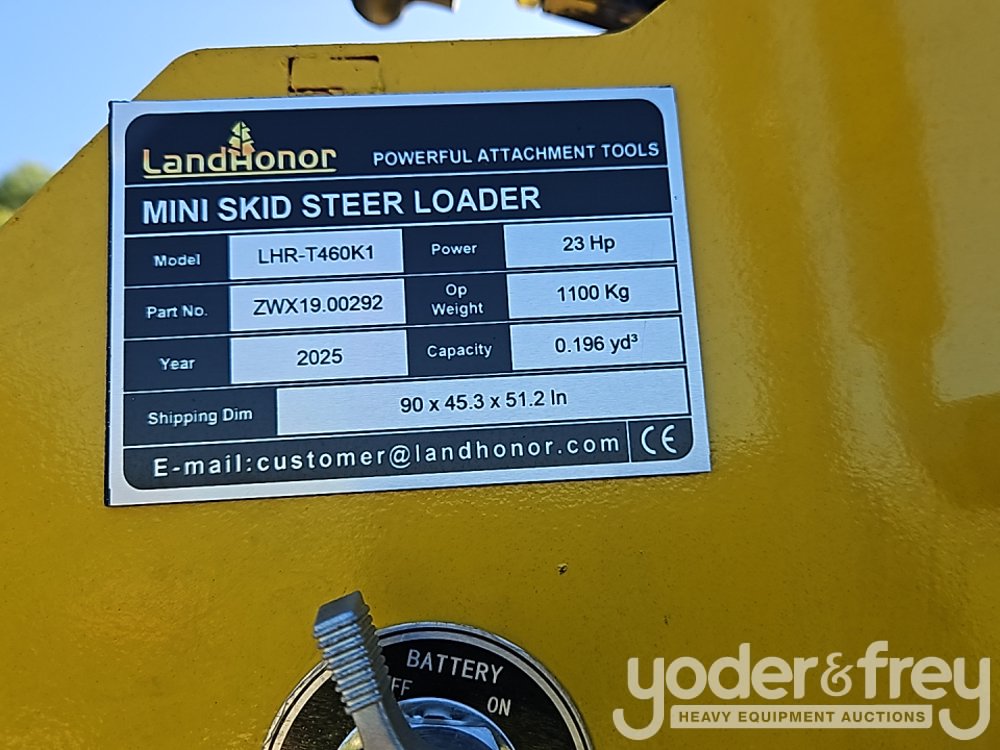 LandHonor POWERFUL ATTACHMENT TOOLS
MINI SKID STEER LOADER
Model LHR-T460K1 Power 23 Hp
Part No. ZWX19.00292 Op Weight 1100 Kg
Year 2025 Capacity 0.196 yd³
Shipping Dim 90 x 45.3 x 51.2 In
E-mail:customer@landhonor.com CE
BATTERY
ON
yoder&frey
HEAVY EQUIPMENT AUCTIONS